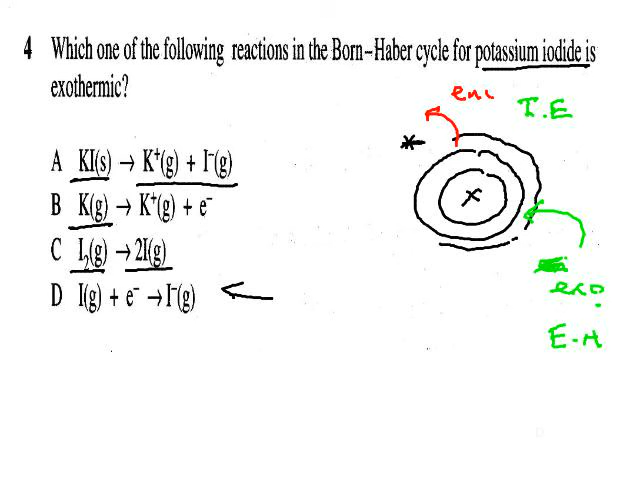 4 Which one of the following reactions in the Born–Haber cycle for potassium iodide is
exothermic?
A KI(s) → K⁺(g) + I⁻(g)
B K(g) → K⁺(g) + e⁻
C I₂(g) → 2I(g)
D I(g) + e⁻ → I⁻(g)
I.E
exo
E-A